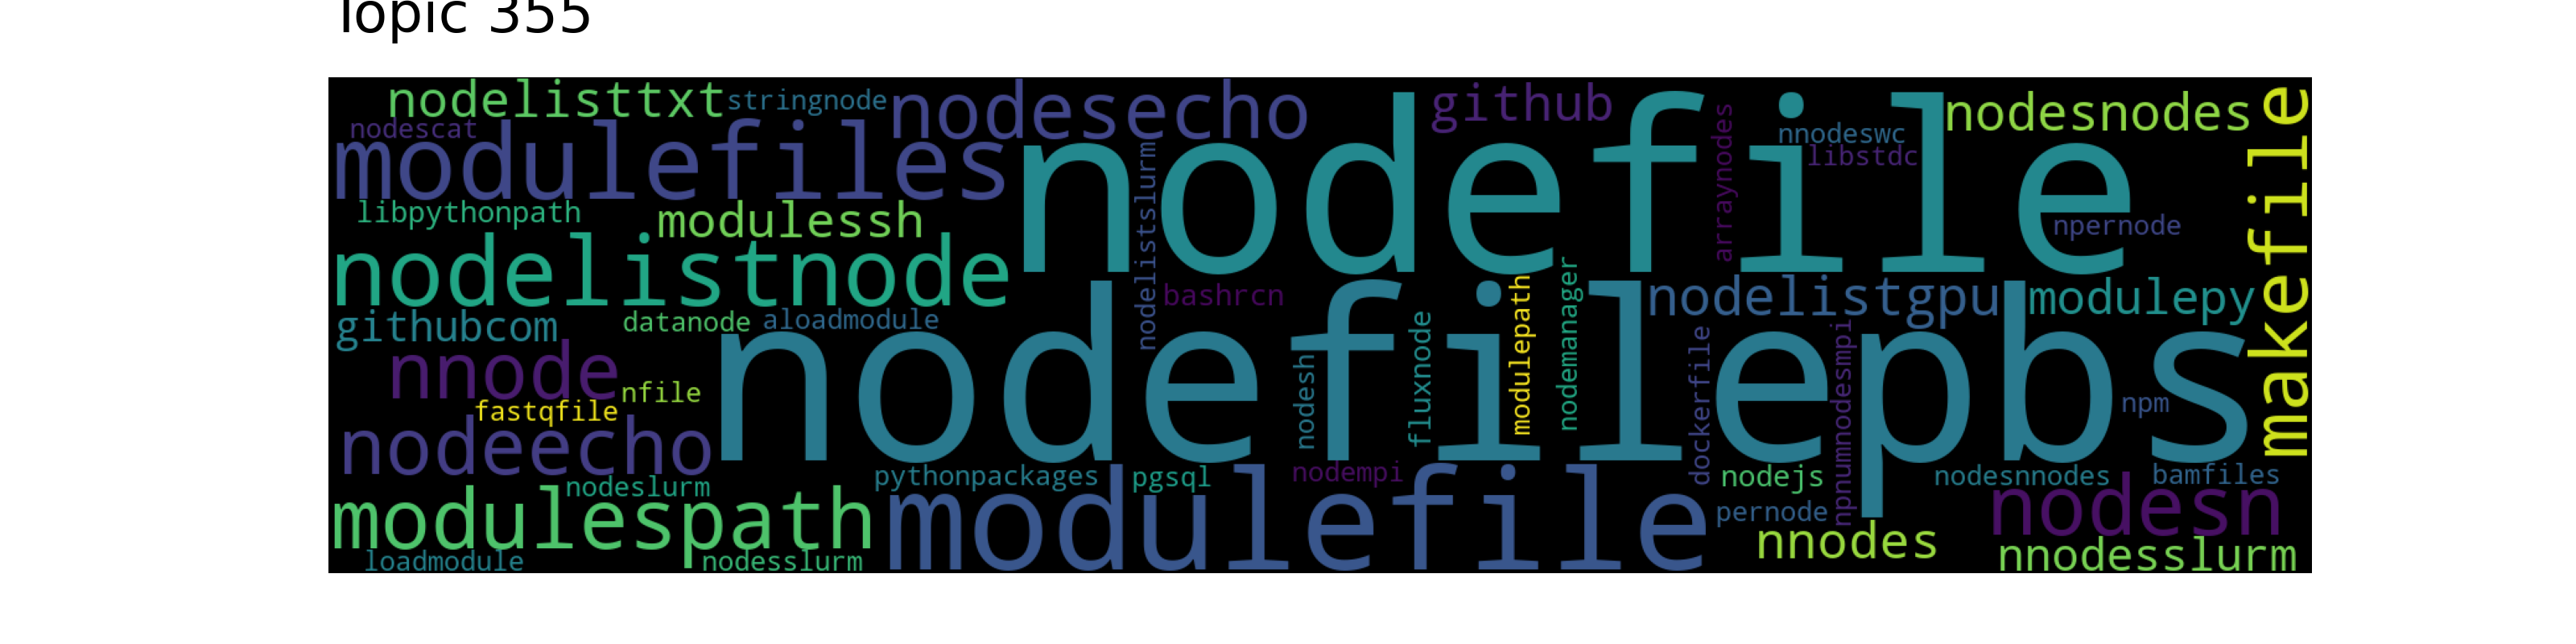 Topic 355
nodelisttxt stringnode nodesecho github nodesnodes
nodescat nnodeswc
modulefiles nodefile libstdc makefile
arraynodes
libpythonpath modulessh npernode
nodelistslurm
nodelistnode bashrcn nodelistgpu modulepy
githubcom datanode aloadmodule
modulepath nodemanager
nnode nfile nodefilepbs npm
fastqfile nodesh fluxnode dockerfile npnumnodesmpi
nodeecho
pythonpackages pgsql nodempi nodejs nodesnnodes bamfiles
nodeslurm
modulespath modulefile pernode nodesn
nnodes nnodesslurm
loadmodule nodesslurm